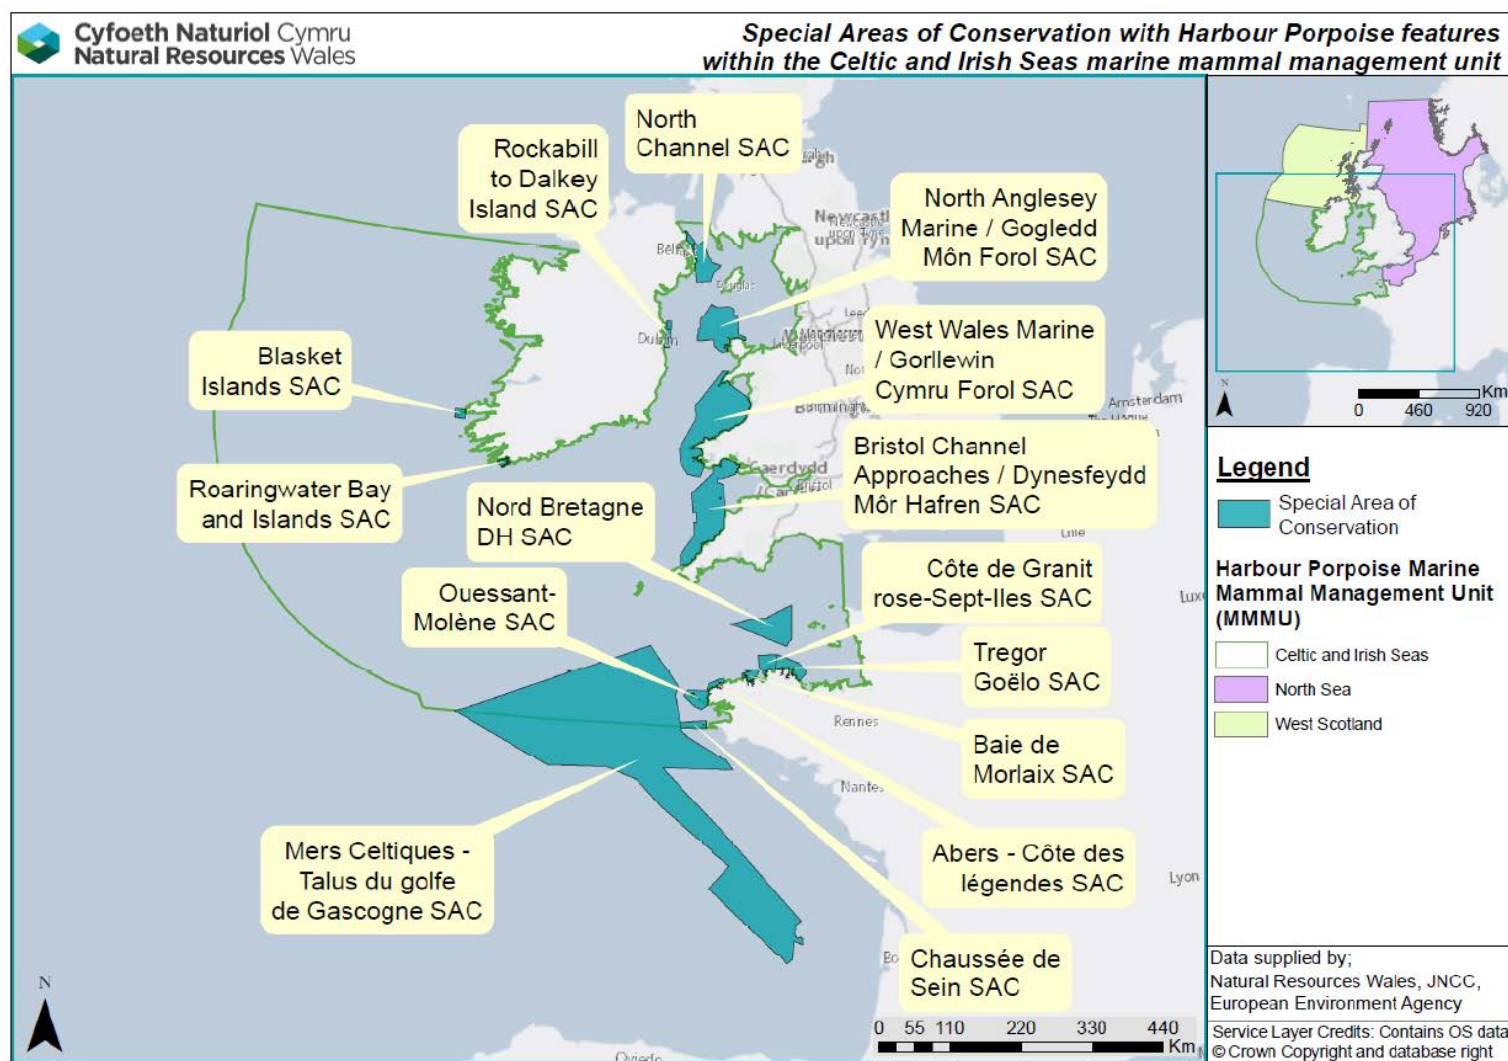 Cyfoeth Naturiol Cymru
Natural Resources Wales
Special Areas of Conservation with Harbour Porpoise features
within the Celtic and Irish Seas marine mammal management unit
North
Channel SAC
Rockabill
to Dalkey
Island SAC
North Anglesey
Marine / Gogledd
Môn Forol SAC
Newcastle
upon Tyne
Belfast
Douglas
Dublin
West Wales Marine
/ Gorllewin
Cymru Forol SAC
Blasket
Islands SAC
Amsterdam
Bristol Channel
Approaches / Dynesfeydd
Môr Hafren SAC
Caerdydd
Roaringwater Bay
and Islands SAC
Nord Bretagne
DH SAC
Lille
Côte de Granit
rose-Sept-Iles SAC
Ouessant-
Molène SAC
Tregor
Goëlo SAC
Rennes
Baie de
Morlaix SAC
Nantes
Mers Celtiques -
Talus du golfe
de Gascogne SAC
Abers - Côte des
légendes SAC
Lyon
Chaussée de
Sein SAC
N
0 55 110 220 330 440
Km
Oviedo
N
Km
0 460 920
Legend
Special Area of
Conservation
Harbour Porpoise Marine
Mammal Management Unit
(MMMU)
Celtic and Irish Seas
North Sea
West Scotland
Data supplied by;
Natural Resources Wales, JNCC,
European Environment Agency
Service Layer Credits: Contains OS data
© Crown Copyright and database right